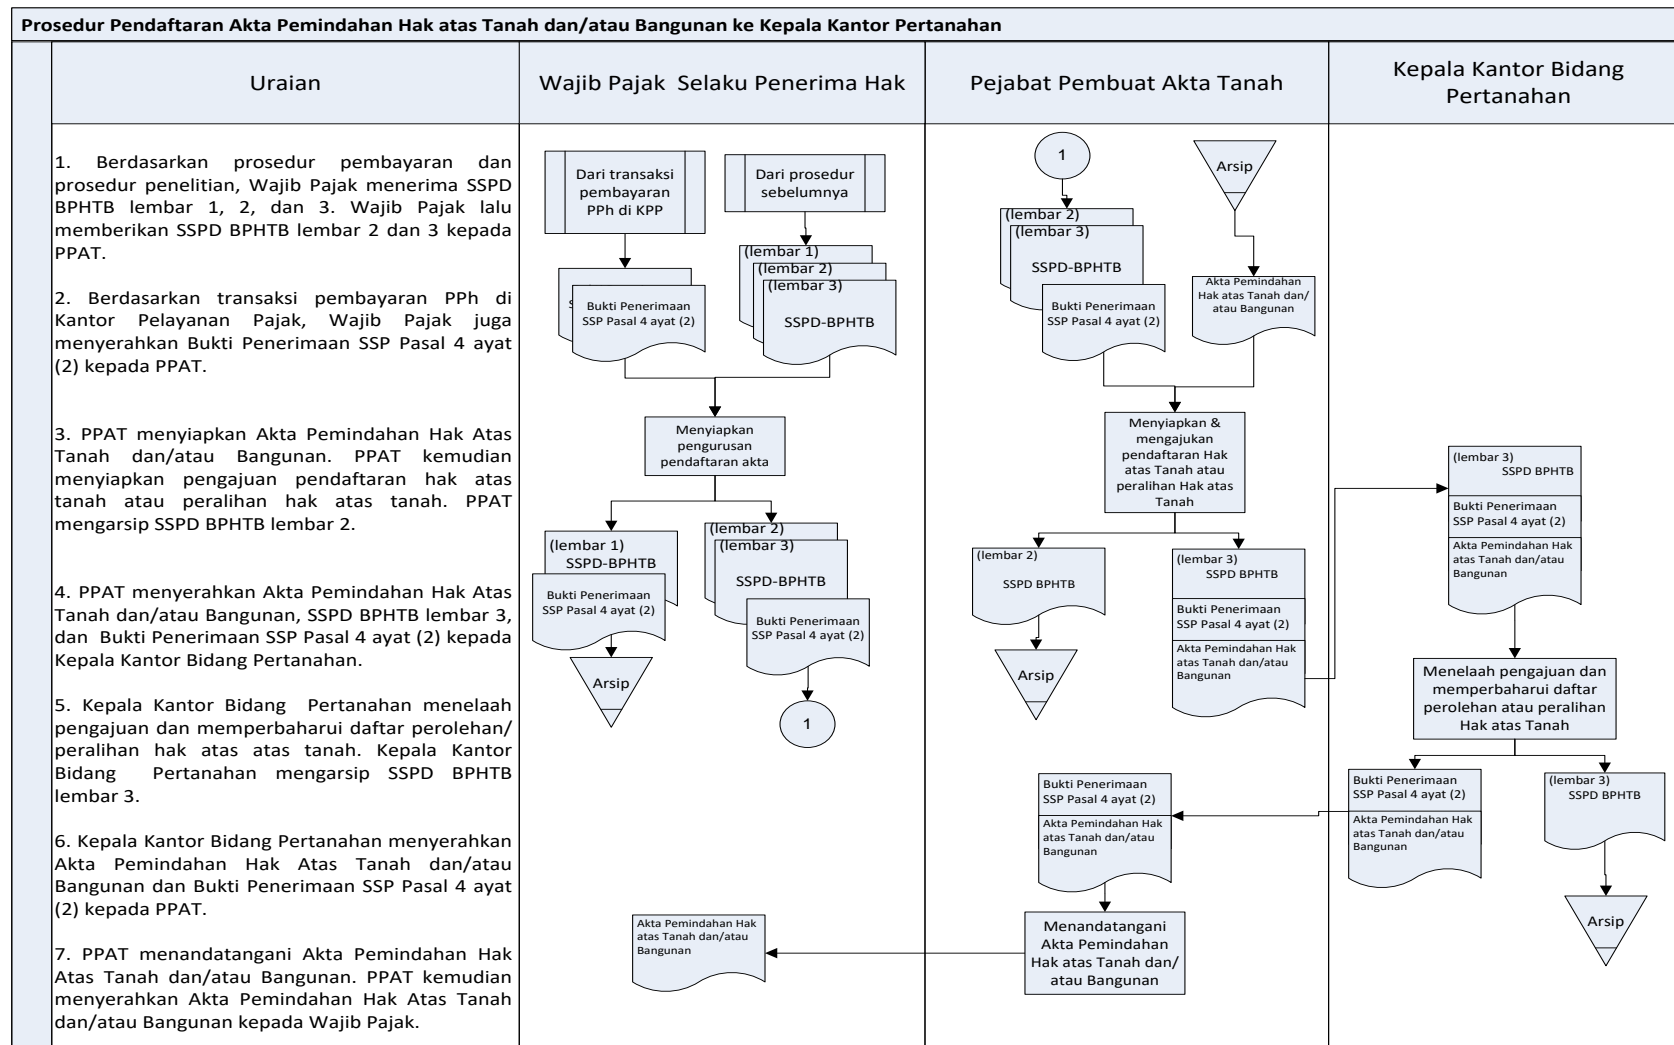 Prosedur Pendaftaran Akta Pemindahan Hak atas Tanah dan/atau Bangunan ke Kepala Kantor Pertanahan
Uraian
Wajib Pajak Selaku Penerima Hak
Pejabat Pembuat Akta Tanah
Kepala Kantor Bidang
Pertanahan
1. Berdasarkan prosedur pembayaran dan
prosedur penelitian, Wajib Pajak menerima SSPD
BPHTB lembar 1, 2, dan 3. Wajib Pajak lalu
memberikan SSPD BPHTB lembar 2 dan 3 kepada
PPAT.
2. Berdasarkan transaksi pembayaran PPh di
Kantor Pelayanan Pajak, Wajib Pajak juga
menyerahkan Bukti Penerimaan SSP Pasal 4 ayat
(2) kepada PPAT.
3. PPAT menyiapkan Akta Pemindahan Hak Atas
Tanah dan/atau Bangunan. PPAT kemudian
menyiapkan pengajuan pendaftaran hak atas
tanah atau peralihan hak atas tanah. PPAT
mengarsip SSPD BPHTB lembar 2.
4. PPAT menyerahkan Akta Pemindahan Hak Atas
Tanah dan/atau Bangunan, SSPD BPHTB lembar 3,
dan Bukti Penerimaan SSP Pasal 4 ayat (2) kepada
Kepala Kantor Bidang Pertanahan.
5. Kepala Kantor Bidang Pertanahan menelaah
pengajuan dan memperbaharui daftar perolehan/
peralihan hak atas atas tanah. Kepala Kantor
Bidang Pertanahan mengarsip SSPD BPHTB
lembar 3.
6. Kepala Kantor Bidang Pertanahan menyerahkan
Akta Pemindahan Hak Atas Tanah dan/atau
Bangunan dan Bukti Penerimaan SSP Pasal 4 ayat
(2) kepada PPAT.
7. PPAT menandatangani Akta Pemindahan Hak
Atas Tanah dan/atau Bangunan. PPAT kemudian
menyerahkan Akta Pemindahan Hak Atas Tanah
dan/atau Bangunan kepada Wajib Pajak.
Dari transaksi
pembayaran
PPh di KPP
Dari prosedur
sebelumnya
Bukti Penerimaan
SSP Pasal 4 ayat (2)
(lembar 1)
(lembar 2)
(lembar 3)
SSPD-BPHTB
Menyiapkan
pengurusan
pendaftaran akta
(lembar 1)
SSPD-BPHTB
Bukti Penerimaan
SSP Pasal 4 ayat (2)
Arsip
(lembar 2)
(lembar 3)
SSPD-BPHTB
Bukti Penerimaan
SSP Pasal 4 ayat (2)
1
Akta Pemindahan Hak
atas Tanah dan/atau
Bangunan
1
(lembar 2)
(lembar 3)
SSPD-BPHTB
Bukti Penerimaan
SSP Pasal 4 ayat (2)
Arsip
Akta Pemindahan
Hak atas Tanah dan/
atau Bangunan
Menyiapkan &
mengajukan
pendaftaran Hak
atas Tanah atau
peralihan Hak atas
Tanah
(lembar 2)
SSPD BPHTB
Arsip
(lembar 3)
SSPD BPHTB
Bukti Penerimaan
SSP Pasal 4 ayat (2)
Akta Pemindahan Hak
atas Tanah dan/atau
Bangunan
Bukti Penerimaan
SSP Pasal 4 ayat (2)
Akta Pemindahan Hak
atas Tanah dan/atau
Bangunan
Menandatangani
Akta Pemindahan
Hak atas Tanah dan/
atau Bangunan
(lembar 3)
SSPD BPHTB
Bukti Penerimaan
SSP Pasal 4 ayat (2)
Akta Pemindahan Hak
atas Tanah dan/atau
Bangunan
Menelaah pengajuan dan
memperbaharui daftar
perolehan atau peralihan
Hak atas Tanah
Bukti Penerimaan
SSP Pasal 4 ayat (2)
Akta Pemindahan Hak
atas Tanah dan/atau
Bangunan
(lembar 3)
SSPD BPHTB
Arsip